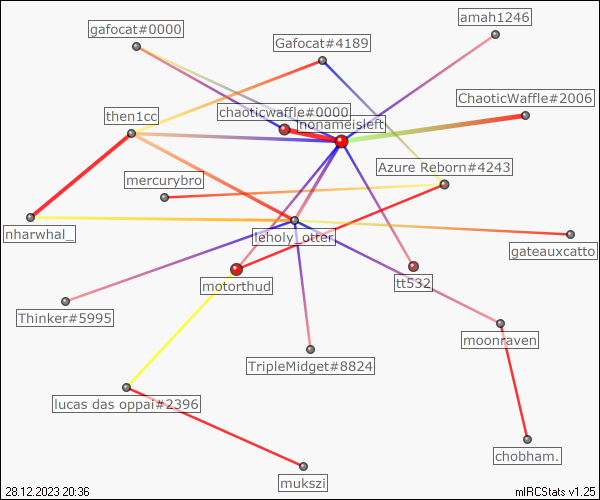 amah1246
gafocat#0000
Gafocat#4189
ChaoticWaffle#2006
chaoticwaffle#0000
then1cc
nonameisleft
Azure Reborn#4243
mercurybro
nharwhal_
leholy_otter
gateauxcatto
motorthud
tt532
Thinker#5995
moonraven
TripleMidget#8824
lucas das oppai#2396
chobham.
mukszi
28.12.2023 20:36
mIRCStats v1.25